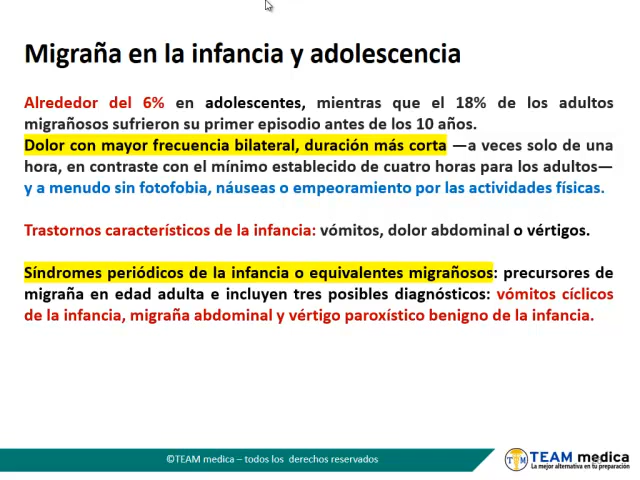 Migraña en la infancia y adolescencia
Alrededor del 6% en adolescentes, mientras que el 18% de los adultos
migrañosos sufrieron su primer episodio antes de los 10 años.
Dolor con mayor frecuencia bilateral, duración más corta —a veces solo de una
hora, en contraste con el mínimo establecido de cuatro horas para los adultos—
y a menudo sin fotofobia, náuseas o empeoramiento por las actividades físicas.
Trastornos característicos de la infancia: vómitos, dolor abdominal o vértigos.
Síndromes periódicos de la infancia o equivalentes migrañosos: precursores de
migraña en edad adulta e incluyen tres posibles diagnósticos: vómitos cíclicos
de la infancia, migraña abdominal y vértigo paroxístico benigno de la infancia.
©TEAM medica – todos los derechos reservados
TM TEAM medica
La mejor alternativa en tu preparación